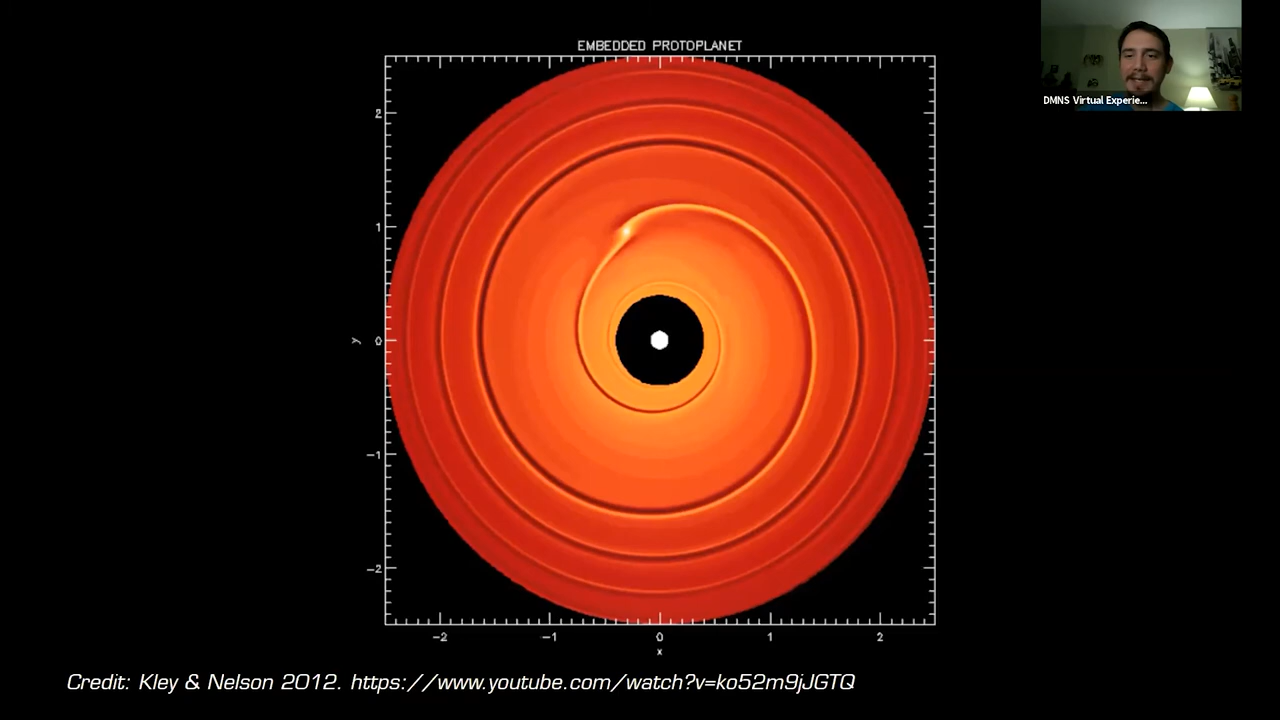 EMBEDDED PROTOPLANET
DMNS Virtual Experie...
2
1
y
0
-1
-2
-2
-1
0
1
2
x
Credit: Kley & Nelson 2012. https://www.youtube.com/watch?v=ko52m9jJGTQ